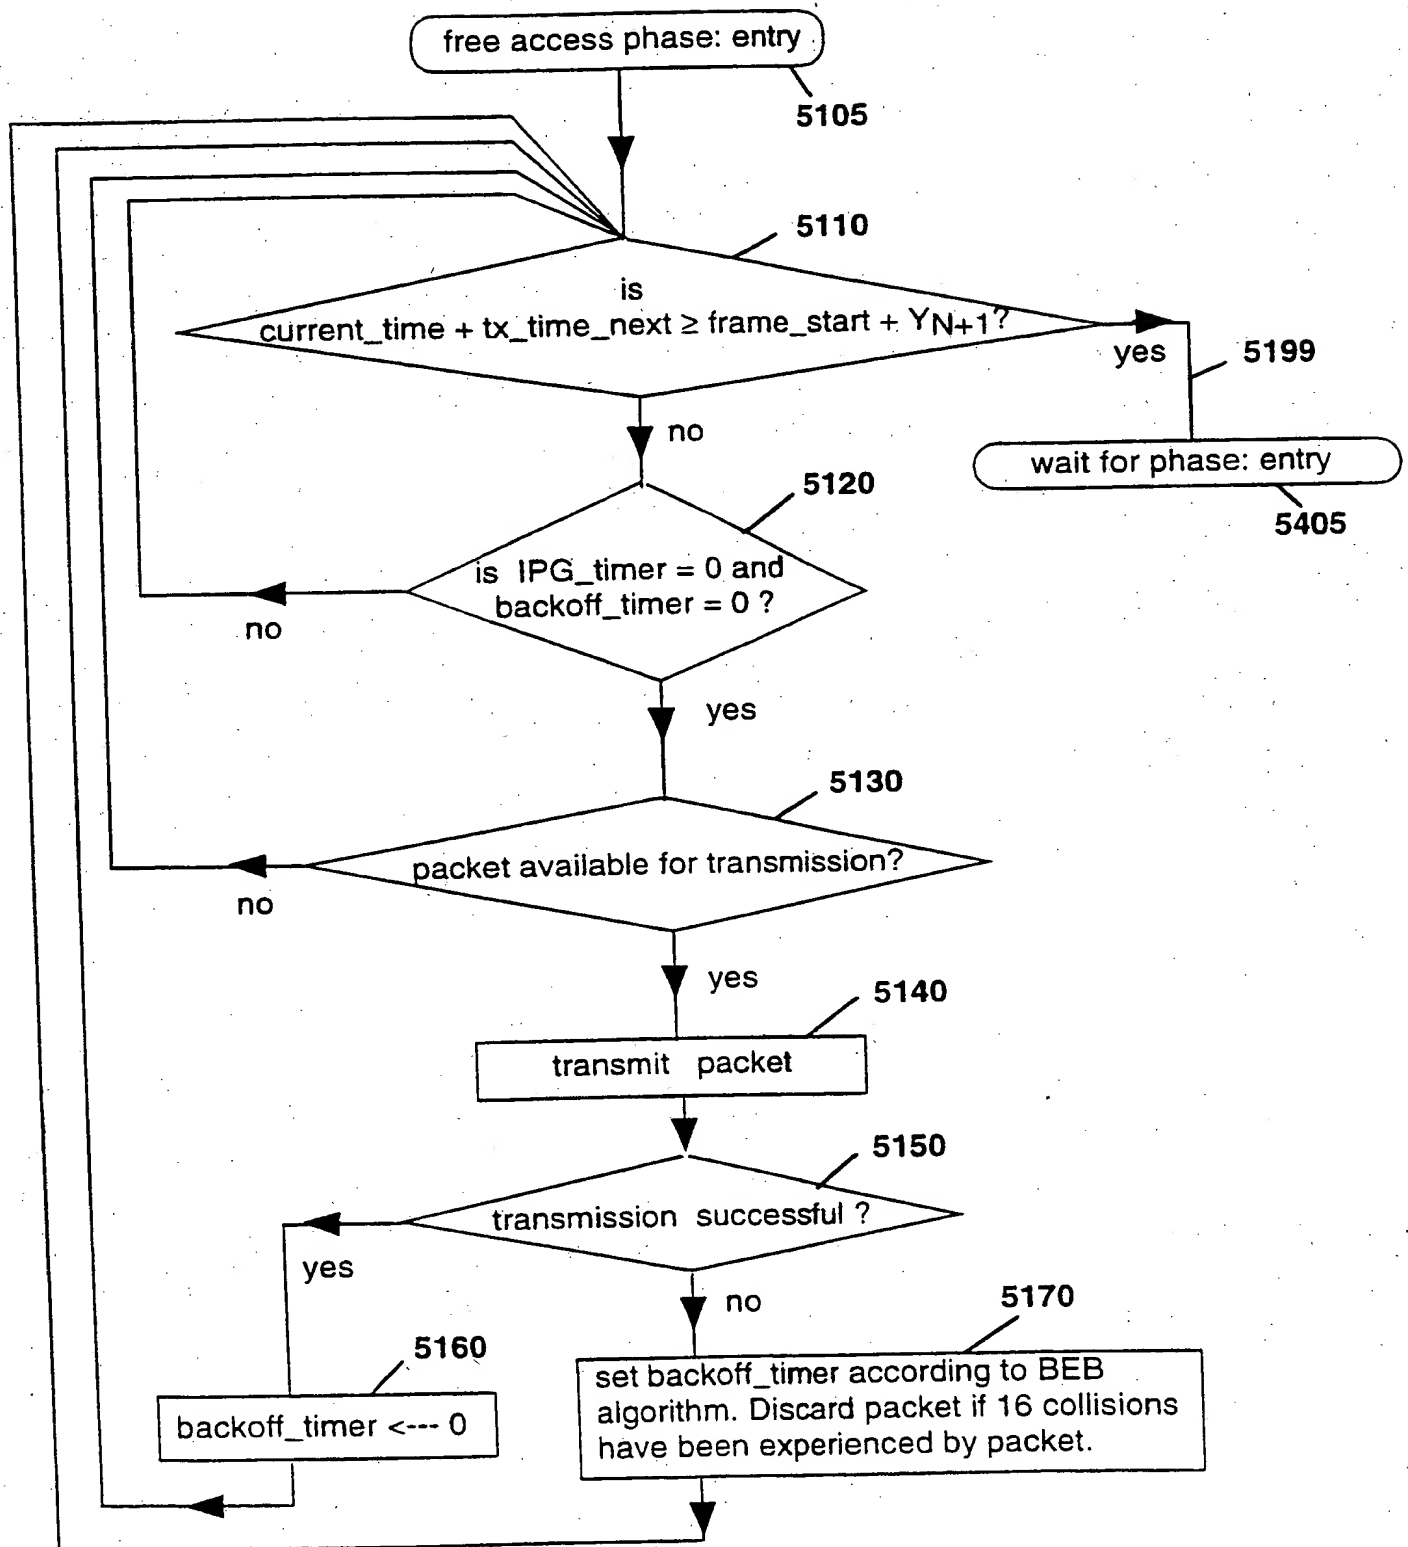 free access phase: entry
5105
5110
is
current_time + tx_time_next ≥ frame_start + YN+1?
yes
5199
no
wait for phase: entry
5405
5120
is IPG_timer = 0 and
backoff_timer = 0 ?
no
yes
5130
packet available for transmission?
no
yes
5140
transmit packet
5150
transmission successful ?
yes
no
5170
5160
set backoff_timer according to BEB
algorithm. Discard packet if 16 collisions
have been experienced by packet.
backoff_timer <--- 0